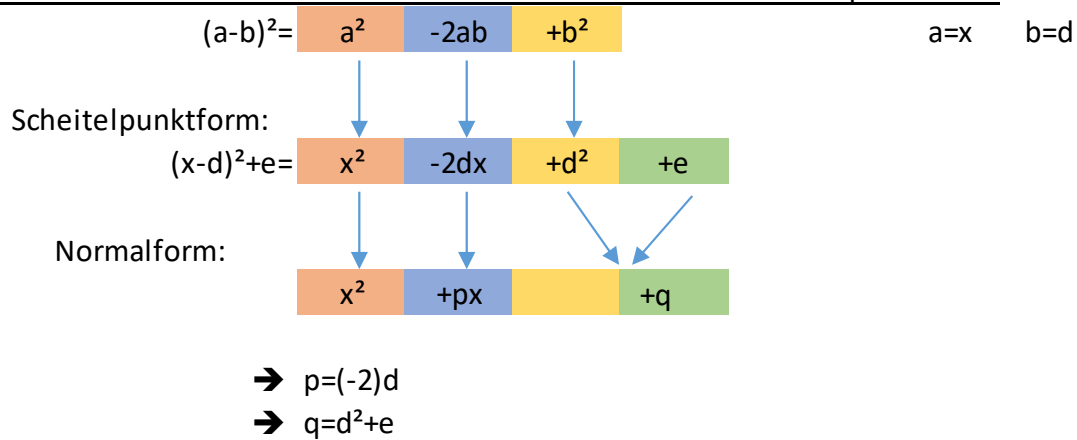 (a-b)²= a² -2ab +b² a=x b=d
Scheitelpunktform:
(x-d)²+e= x² -2dx +d² +e
Normalform:
x² +px +q
➔ p=(-2)d
➔ q=d²+e